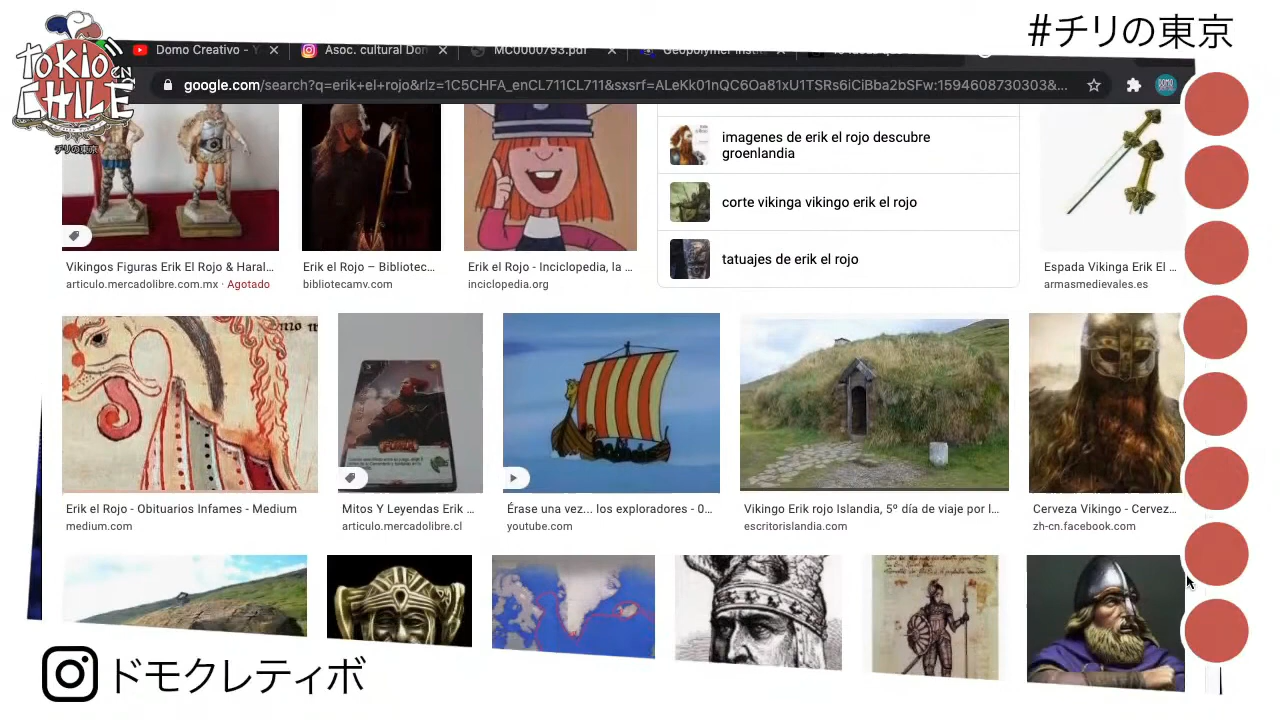 TOKIO
EN
CHILE
チリの東京
#チリの東京
Domo Creativo - Y
Asoc. cultural Dom
MC0000793.pdf
google.com/search?q=erik+el+rojo&rlz=1C5CHFA_enCL711CL711&sxsrf=ALeKk01nQC6Oa81xU1TSRs6iCiBba2bSFw:1594608730303&...
DOMO
imagenes de erik el rojo descubre
groenlandia
corte vikinga vikingo erik el rojo
tatuajes de erik el rojo
Vikingos Figuras Erik El Rojo & Haral...
articulo.mercadolibre.com.mx · Agotado
Erik el Rojo – Bibliotec...
bibliotecamv.com
Erik el Rojo - Inciclopedia, la ...
inciclopedia.org
Espada Vikinga Erik El ...
armasmedievales.es
Erik el Rojo - Obituarios Infames - Medium
medium.com
Mitos Y Leyendas Erik ...
articulo.mercadolibre.cl
Érase una vez... los exploradores - 0...
youtube.com
Vikingo Erik rojo Islandia, 5º día de viaje por I...
escritorislandia.com
Cerveza Vikingo - Cervez...
zh-cn.facebook.com
ドモクレティボ